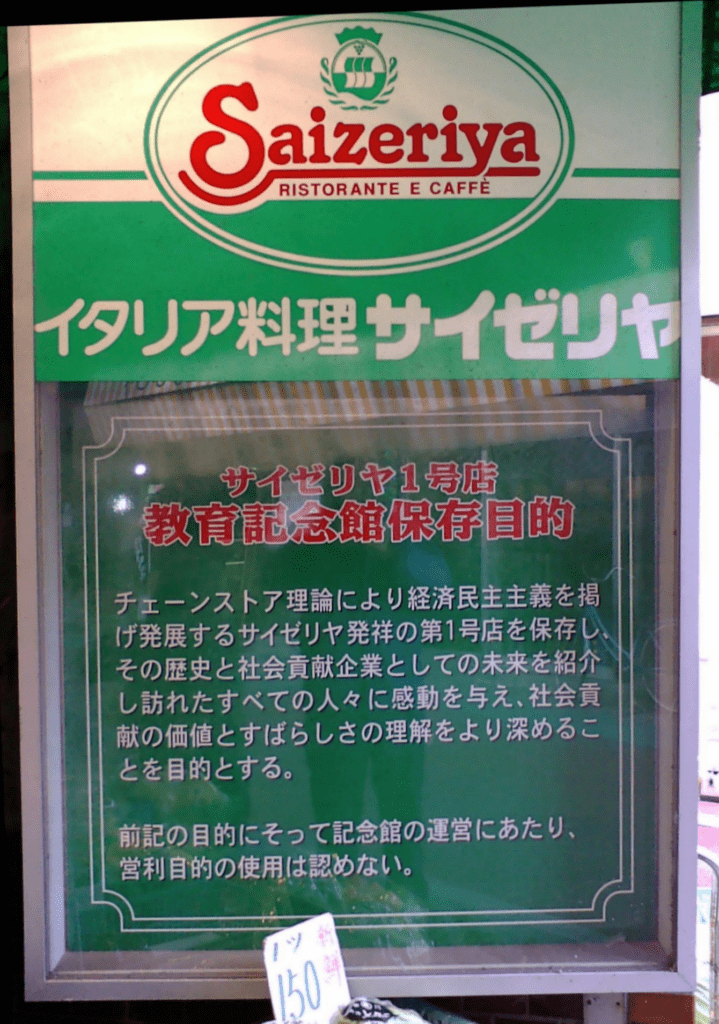 Saizeriya
RISTORANTE E CAFFÈ
イタリア料理 サイゼリヤ
サイゼリヤ1号店
教育記念館保存目的
チェーンストア理論により経済民主主義を掲
げ発展するサイゼリヤ発祥の第1号店を保存し、
その歴史と社会貢献企業としての未来を紹介
し訪れたすべての人々に感動を与え、社会貢
献の価値とすばらしさの理解をより深めるこ
とを目的とする。
前記の目的にそって記念館の運営にあたり、
営利目的の使用は認めない。
150